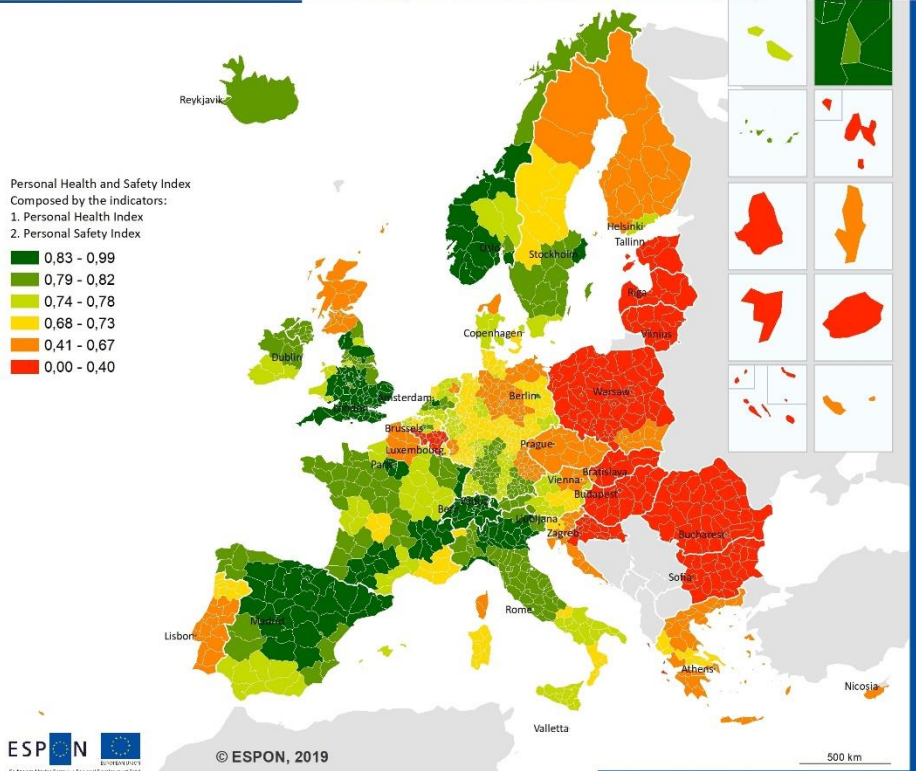 Reykjavik
Personal Health and Safety Index
Composed by the indicators:
1. Personal Health Index
2. Personal Safety Index
0,83 - 0,99
0,79 - 0,82
0,74 - 0,78
0,68 - 0,73
0,41 - 0,67
0,00 - 0,40
Oslo
Helsinki
Tallinn
Stockholm
Riga
Vilnius
Copenhagen
Dublin
London
Amsterdam
Berlin
Warsaw
Brussels
Luxembourg
Prague
Paris
Bratislava
Vienna
Budapest
Ljubljana
Zagreb
Bucharest
Sofia
Rome
Madrid
Lisbon
Athens
Nicosia
Valletta
ESPON
© ESPON, 2019
500 km